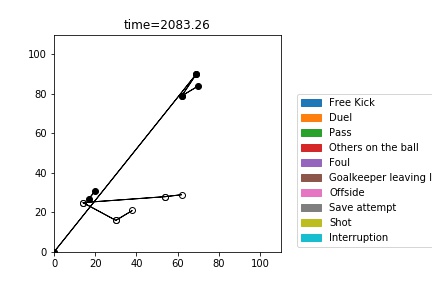 time=2083.26
100
80
60
40
20
0
0 20 40 60 80 100
Free Kick
Duel
Pass
Others on the ball
Foul
Goalkeeper leaving l
Offside
Save attempt
Shot
Interruption